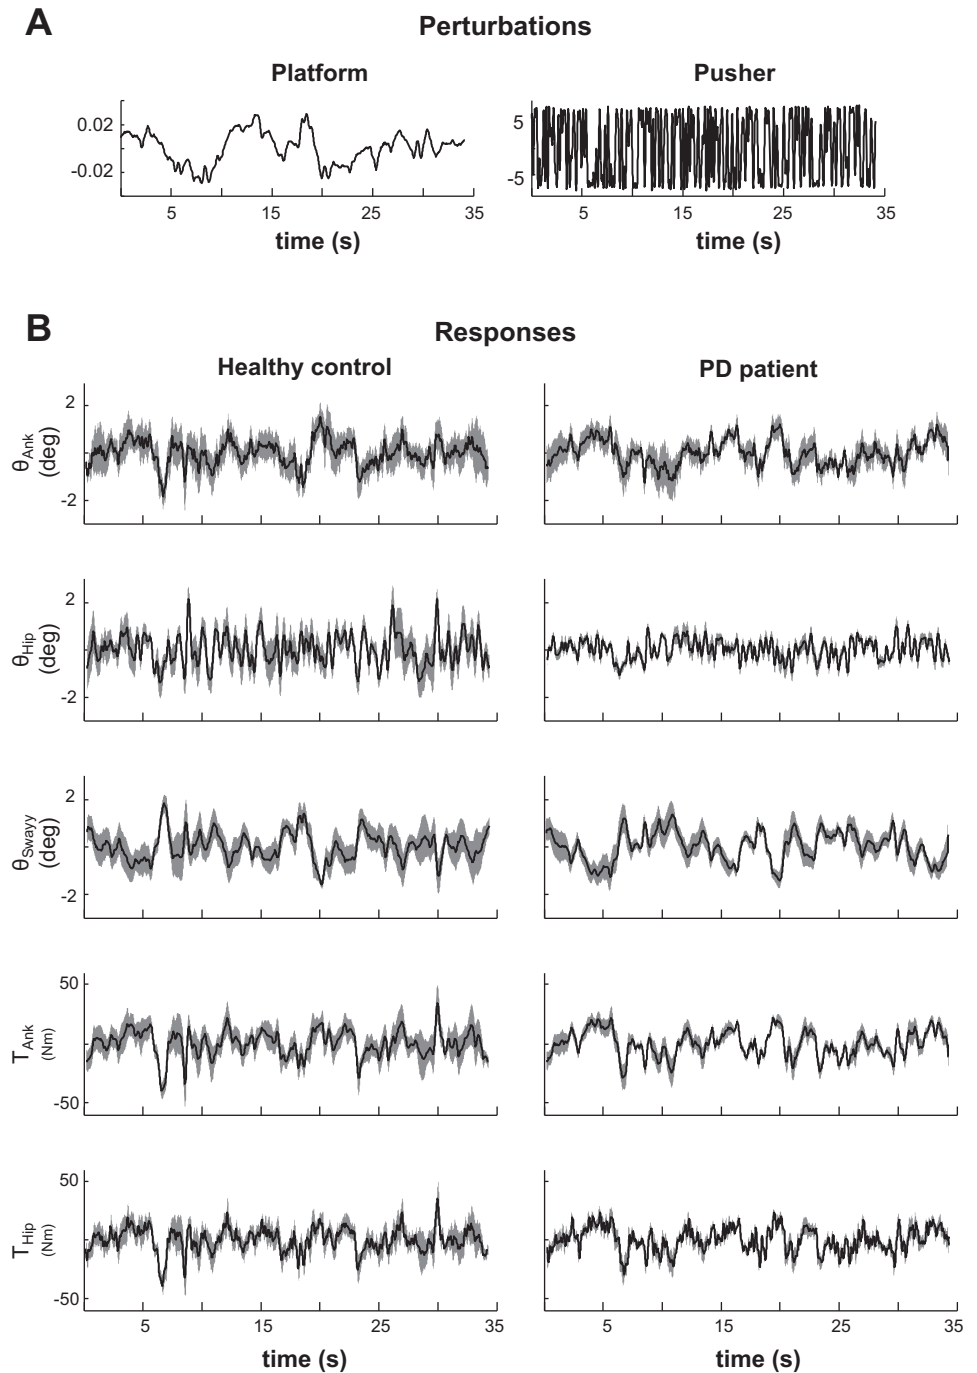 A
Perturbations
Platform
Pusher
0.02
-0.02
5
-5
5 15 25 35
5 15 25 35
time (s)
time (s)
B
Responses
Healthy control
PD patient
2
θAnk
(deg)
-2
2
θHip
(deg)
-2
2
θSwayy
(deg)
-2
50
TAnk
(Nm)
-50
50
THip
(Nm)
-50
5 15 25 35
5 15 25 35
time (s)
time (s)